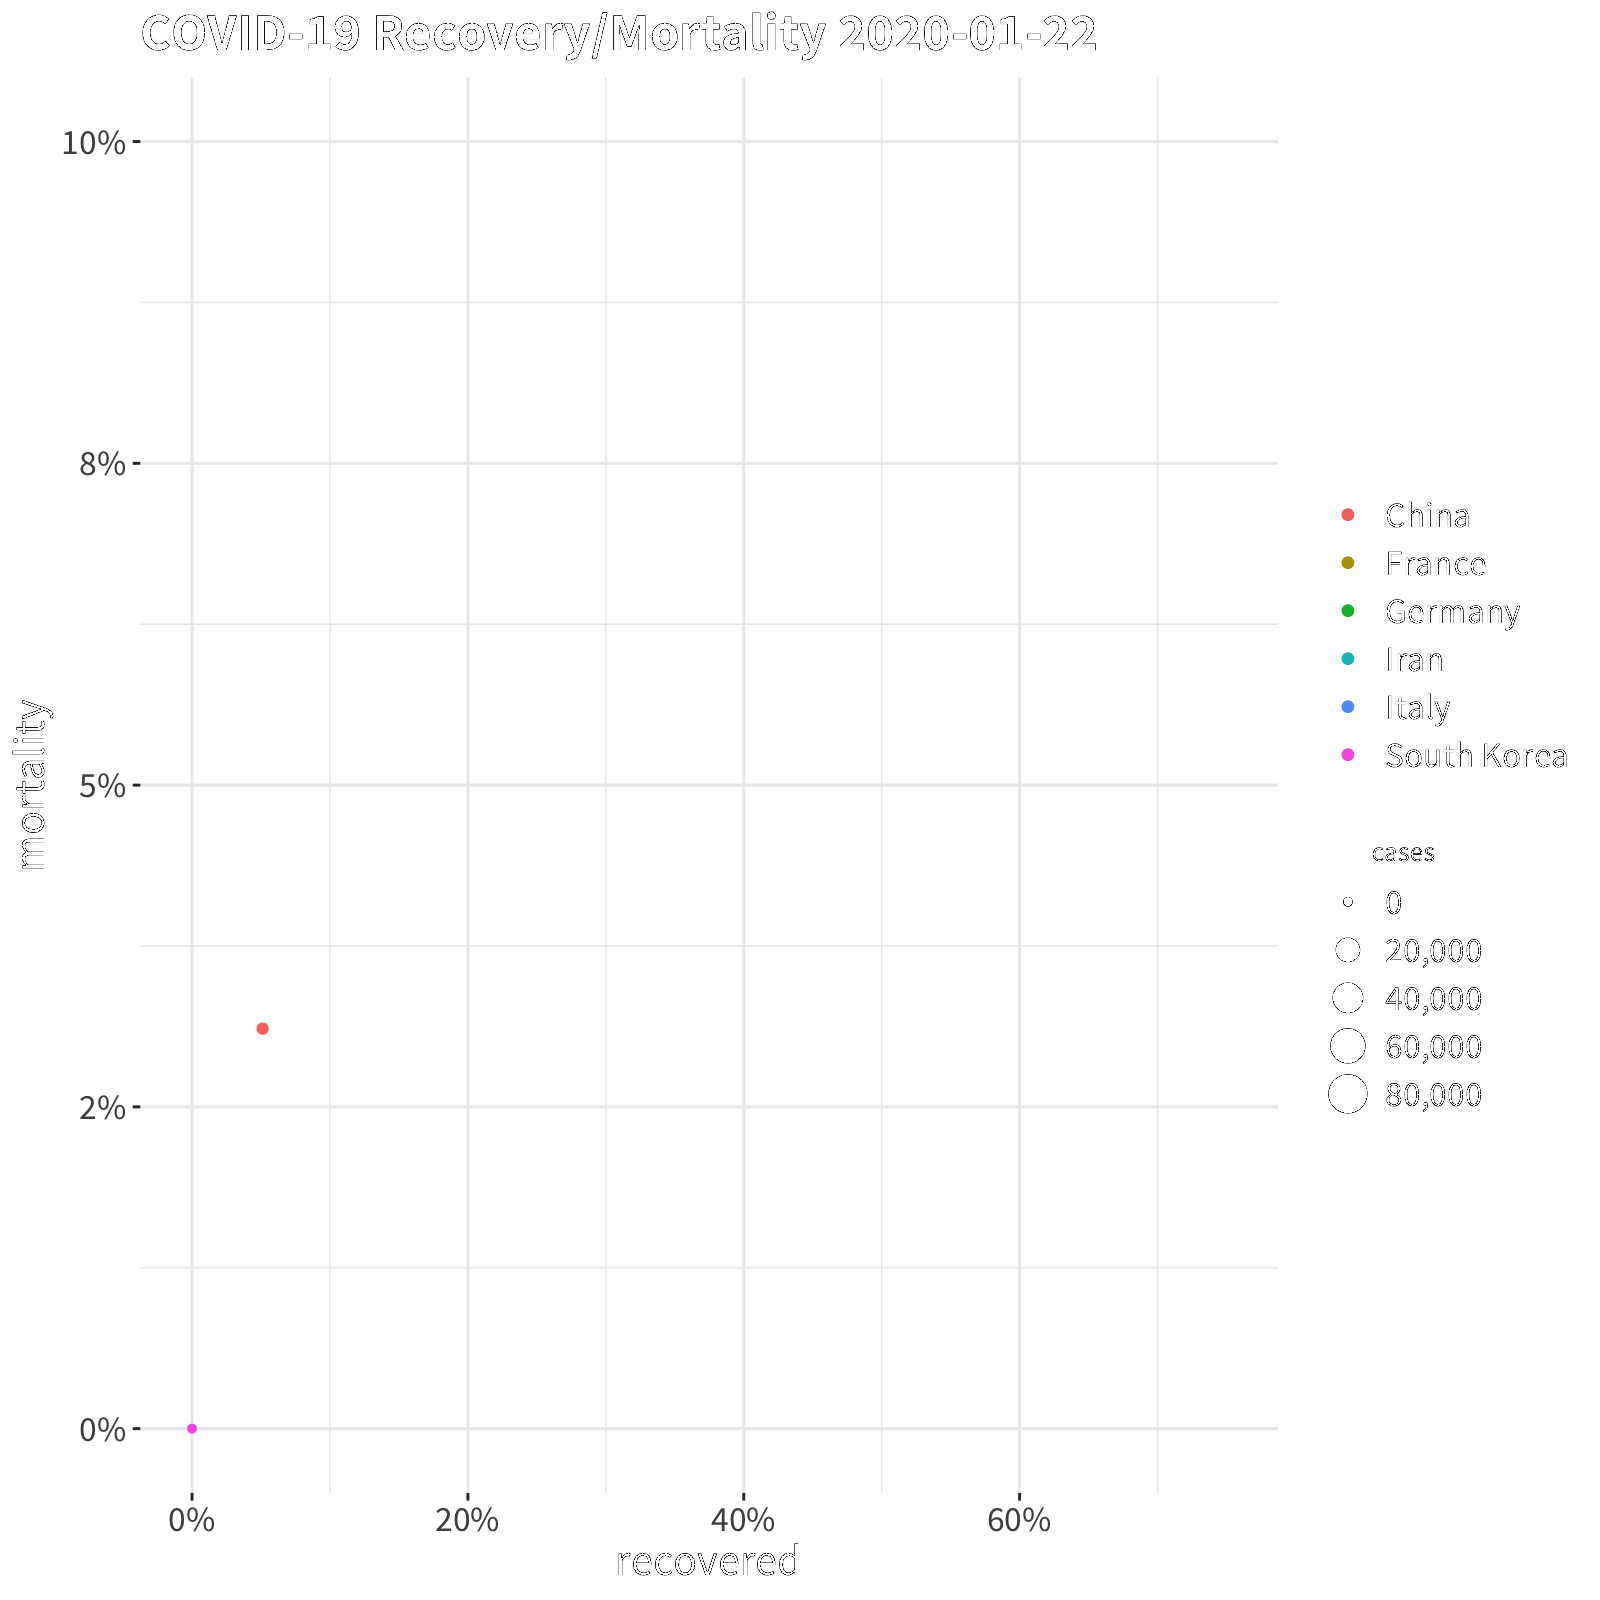 COVID-19 Recovery/Mortality 2020-01-22
10%
8%
5%
2%
0%
mortality
0% 20% 40% 60%
recovered
China
France
Germany
Iran
Italy
South Korea
cases
0
20,000
40,000
60,000
80,000